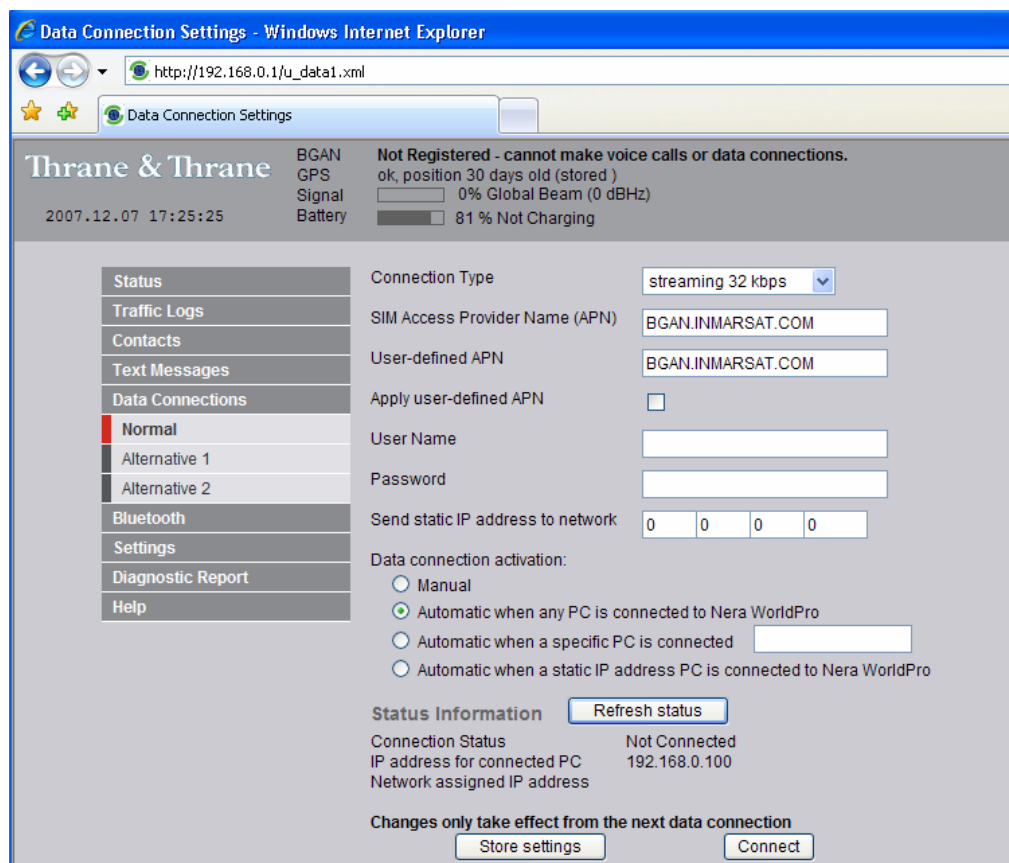 Data Connection Settings - Windows Internet Explorer
http://192.168.0.1/u_data1.xml
Data Connection Settings
Thrane & Thrane
2007.12.07 17:25:25
BGAN Not Registered - cannot make voice calls or data connections.
GPS ok, position 30 days old (stored )
Signal 0% Global Beam (0 dBHz)
Battery 81 % Not Charging
Status
Traffic Logs
Contacts
Text Messages
Data Connections
Normal
Alternative 1
Alternative 2
Bluetooth
Settings
Diagnostic Report
Help
Connection Type streaming 32 kbps
SIM Access Provider Name (APN) BGAN.INMARSAT.COM
User-defined APN BGAN.INMARSAT.COM
Apply user-defined APN
User Name
Password
Send static IP address to network 0 0 0 0
Data connection activation:
Manual
Automatic when any PC is connected to Nera WorldPro
Automatic when a specific PC is connected
Automatic when a static IP address PC is connected to Nera WorldPro
Status Information Refresh status
Connection Status Not Connected
IP address for connected PC 192.168.0.100
Network assigned IP address
Changes only take effect from the next data connection
Store settings Connect